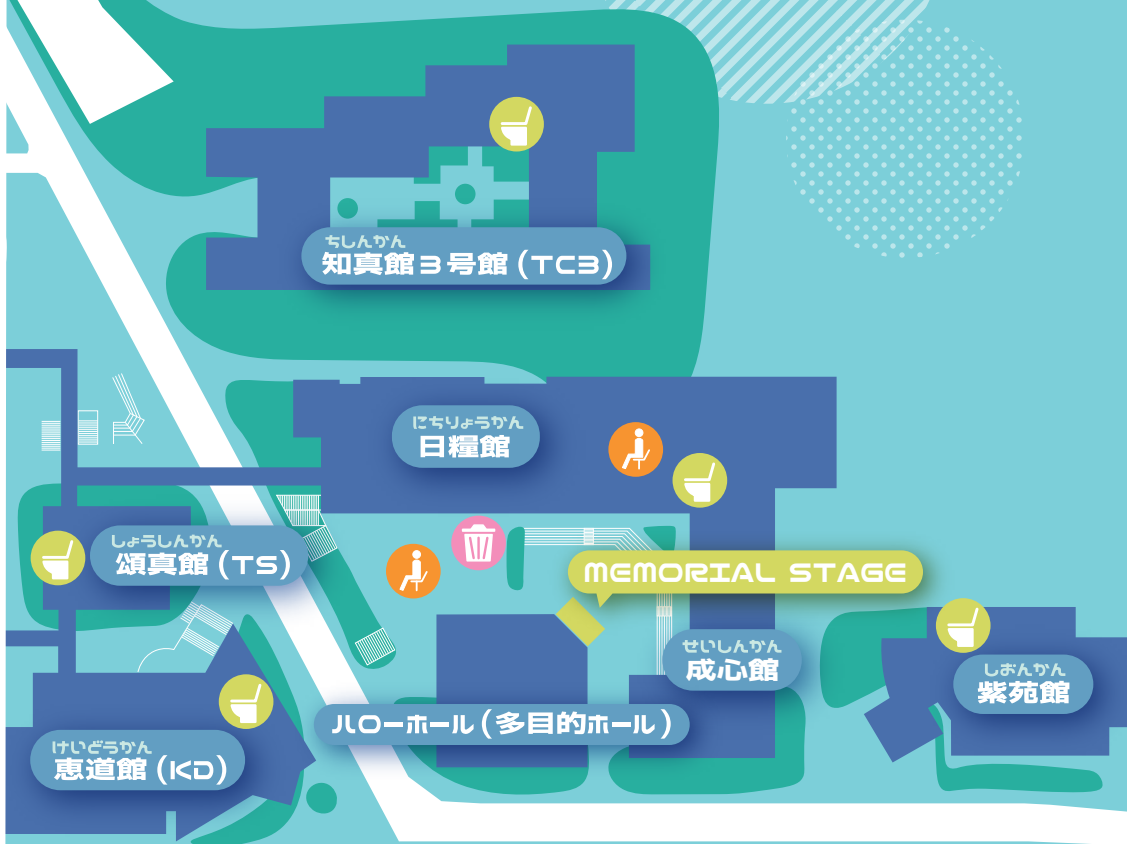 ちしんかん
知真館3号館(TC3)
にちりょうかん
日糧館
しょうしんかん
頌真館(TS)
MEMORIAL STAGE
せいしんかん
成心館
しおんかん
紫苑館
ハローホール(多目的ホール)
けいどうかん
恵道館(KD)